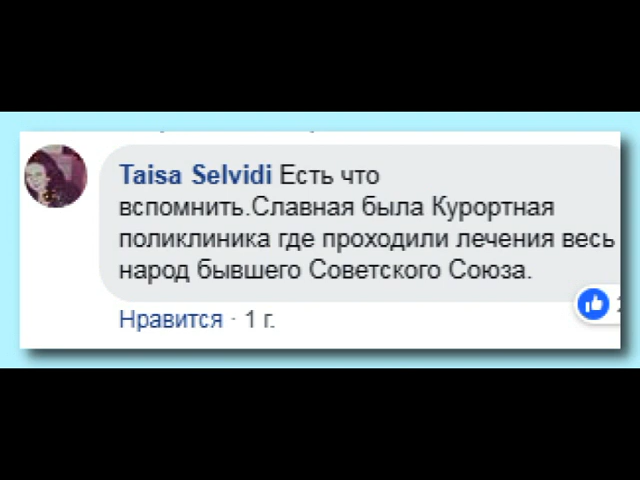 Taisa Selvidi Есть что
вспомнить.Славная была Курортная
поликлиника где проходили лечения весь
народ бывшего Советского Союза.
Нравится · 1 г.